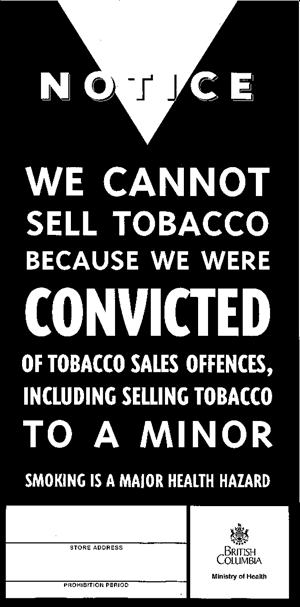 NOTICE
WE CANNOT
SELL TOBACCO
BECAUSE WE WERE
CONVICTED
OF TOBACCO SALES OFFENCES,
INCLUDING SELLING TOBACCO
TO A MINOR
SMOKING IS A MAJOR HEALTH HAZARD
STORE ADDRESS
PROHIBITION PERIOD
BRITISH
COLUMBIA
Ministry of Health